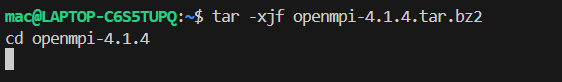 mac@LAPTOP-C6S5TUPQ:~$ tar -xjf openmpi-4.1.4.tar.bz2
cd openmpi-4.1.4